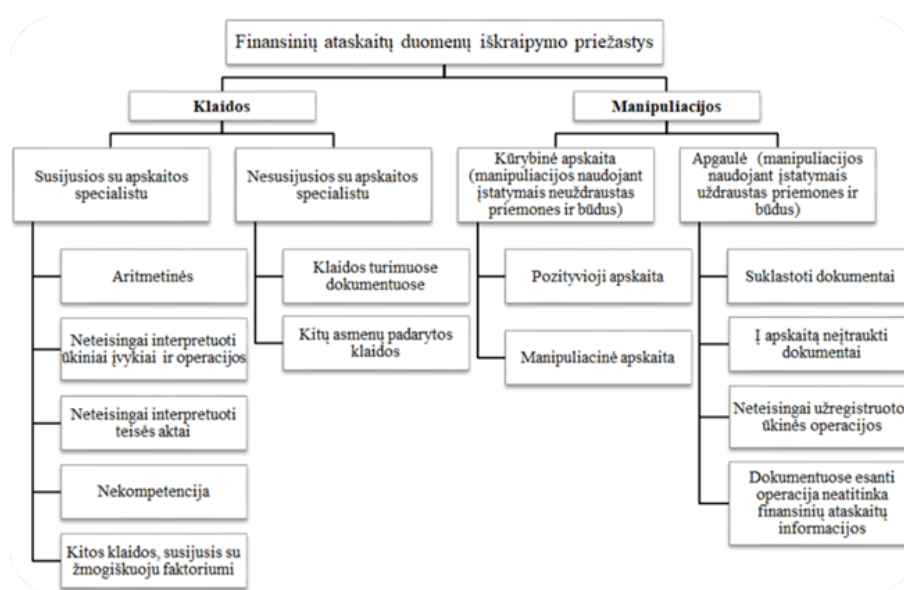 Finansinių ataskaitų duomenų iškraipymo priežastys
Klaidos
Manipuliacijos
Susijusios su apskaitos
specialistu
Nesusijusios su apskaitos
specialistu
Kūrybinė apskaita
(manipuliacijos naudojant
įstatymais neuždraustas
priemones ir būdus)
Apgaulė (manipuliacijos
naudojant įstatymais
uždraustas priemones ir
būdus)
Aritmetinės
Neteisingai interpretuoti
ūkiniai įvykiai ir operacijos
Neteisingai interpretuoti
teisės aktai
Nekompetencija
Kitos klaidos, susijusis su
žmogiškuoju faktoriumi
Klaidos turimuose
dokumentuose
Kitų asmenų padarytos
klaidos
Pozityvioji apskaita
Manipuliacinė apskaita
Suklastoti dokumentai
Į apskaitą neįtraukti
dokumentai
Neteisingai užregistruoto
ūkinės operacijos
Dokumentuose esanti
operacija neatitinka
finansinių ataskaitų
informacijos